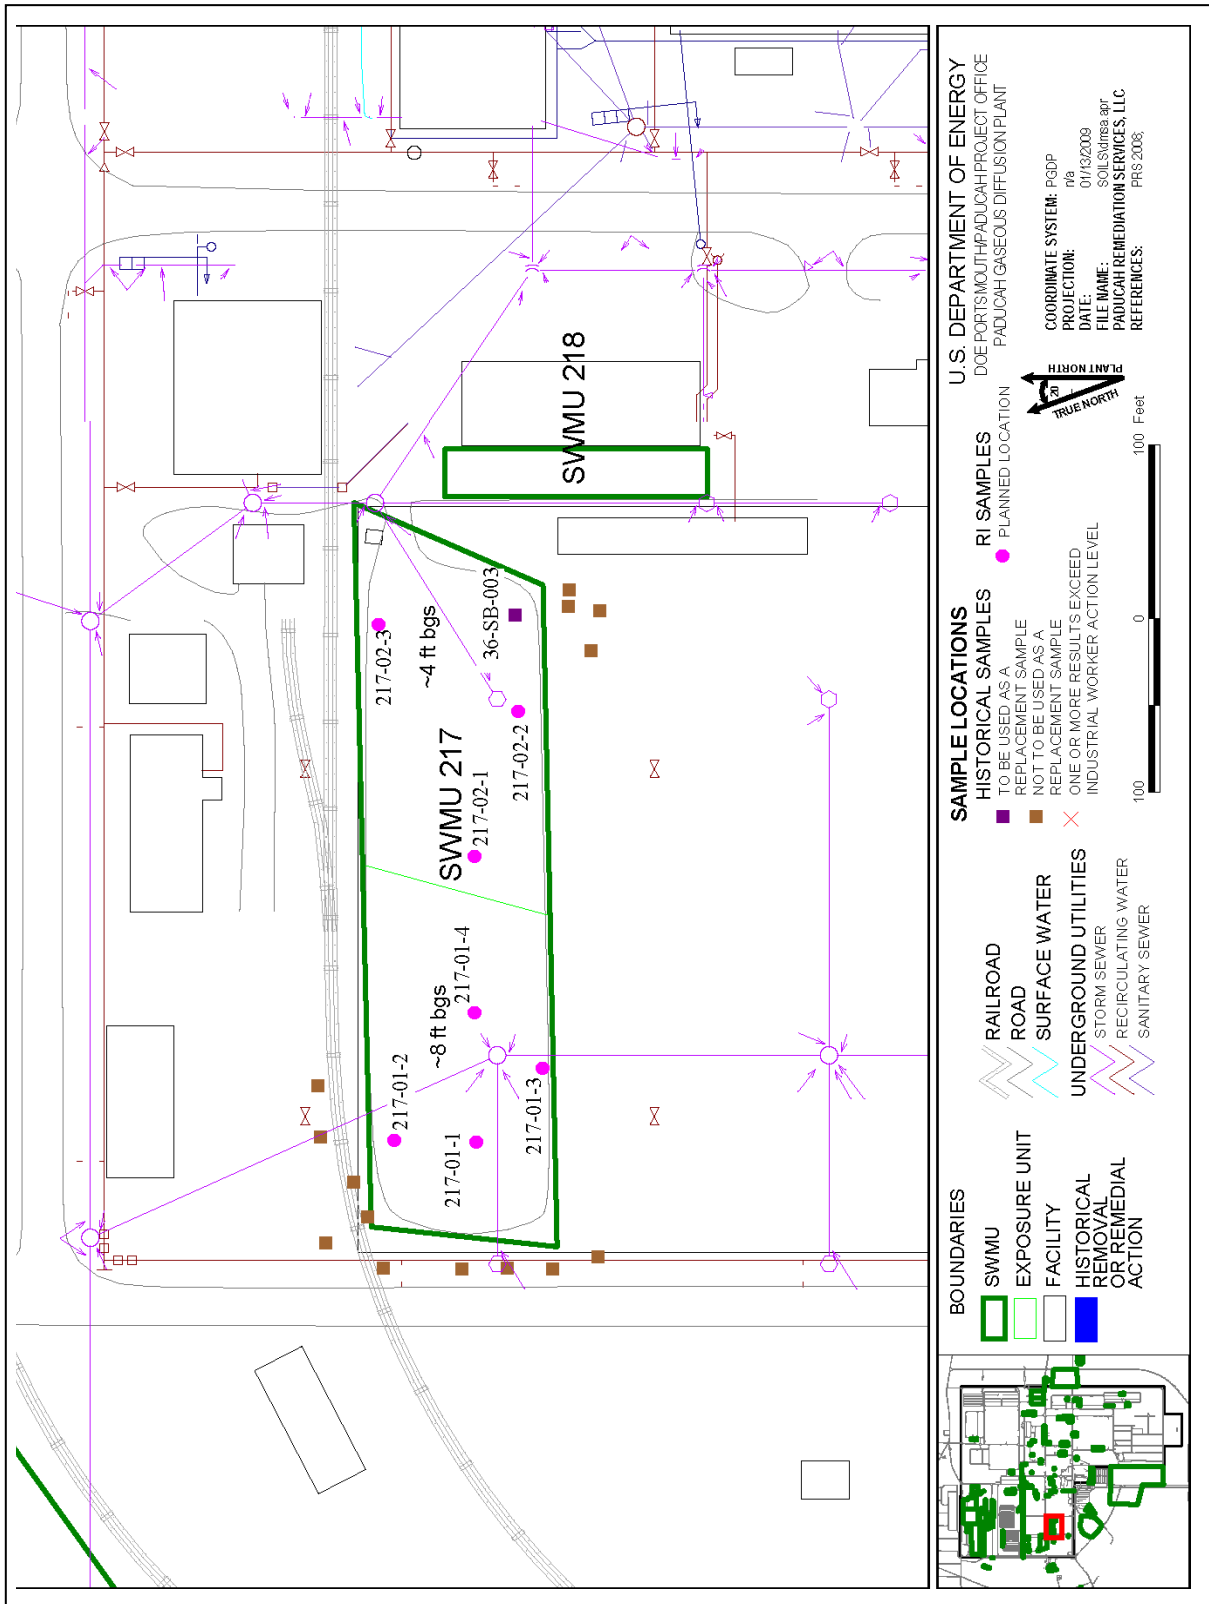 SWMU 218
SWMU 217
217-02-3
~4 ft bgs
36-SB-003
217-02-2
217-02-1
217-01-4
~8 ft bgs
217-01-2
217-01-3
217-01-1
BOUNDARIES
SWMU
EXPOSURE UNIT
FACILITY
HISTORICAL
REMOVAL
OR REMEDIAL
ACTION
RAILROAD
ROAD
SURFACE WATER
UNDERGROUND UTILITIES
STORM SEWER
RECIRCULATING WATER
SANITARY SEWER
SAMPLE LOCATIONS
HISTORICAL SAMPLES
TO BE USED AS A
REPLACEMENT SAMPLE
NOT TO BE USED AS A
REPLACEMENT SAMPLE
ONE OR MORE RESULTS EXCEED
INDUSTRIAL WORKER ACTION LEVEL
RI SAMPLES
PLANNED LOCATION
100 0 100 Feet
TRUE NORTH
20
PLANT NORTH
U.S. DEPARTMENT OF ENERGY
DOE PORTSMOUTH/PADUCAH PROJECT OFFICE
PADUCAH GASEOUS DIFFUSION PLANT
COORDINATE SYSTEM: PGDP
PROJECTION: n/a
DATE: 01/13/2009
FILE NAME: SOILS\dmsa.apr
PADUCAH REMEDIATION SERVICES, LLC
REFERENCES: PRS 2008;